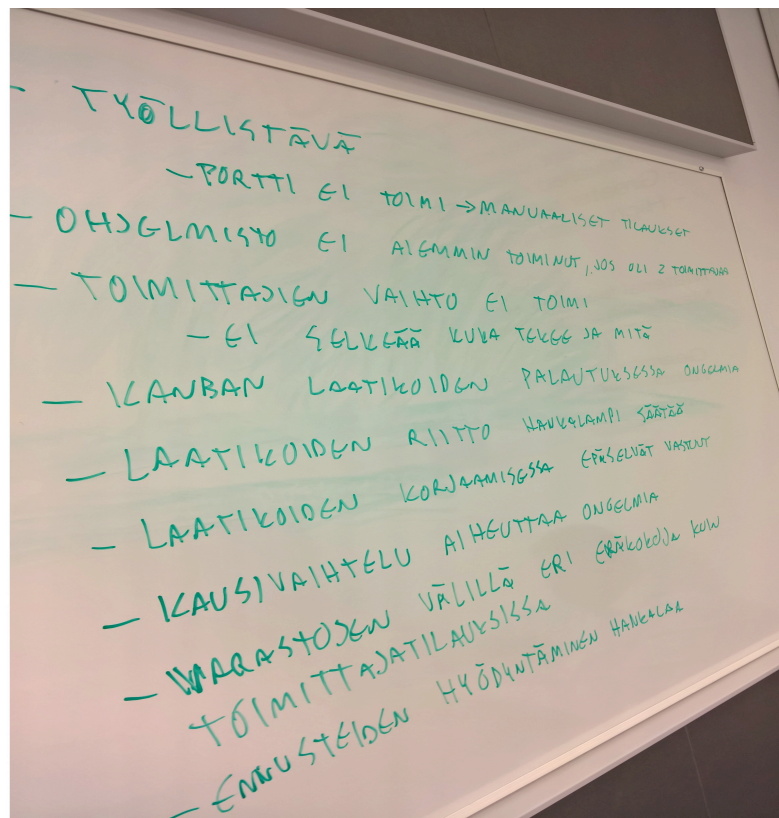 - TYÖLLISTÄVÄ
- PORTTI EI TOIMI → MANUAALISET TILAUKSET
- OHJELMISTO EI AIEMMIN TOIMINUT, JOS OLI 2 TOIMITTAJAA
- TOIMITTAJIEN VAIHTO EI TOIMI
- EI SELKEÄÄ KUKA TEKEE JA MITÄ
- KANBAN LAATIKOIDEN PALAUTUKSESSA ONGELMIA
- LAATIKOIDEN RIITTO HANKALAMPI SÄÄTÄÄ
- LAATIKOIDEN KORJAAMISESSA EPÄSELVÄT VASTUUT
- KAUSIVAIHTELU AIHEUTTAA ONGELMIA
- VARASTOJEN VÄLILLÄ ERI ERÄKOKOJA KUIN
TOIMITTAJATILAUKSISSA
- ENNUSTEIDEN HYÖDYNTÄMINEN HANKALAA